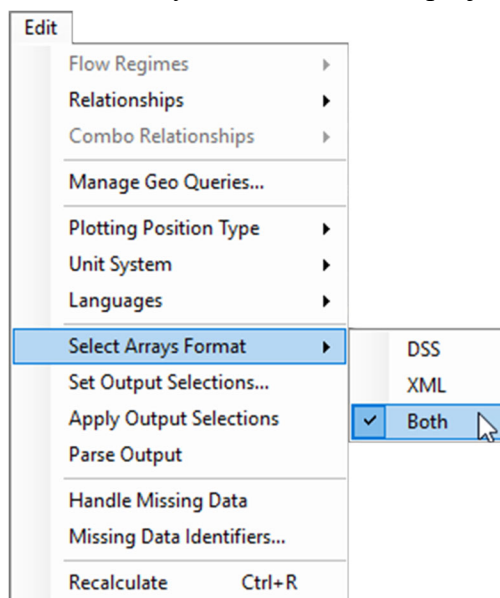 Edit
Flow Regimes
Relationships
Combo Relationships
Manage Geo Queries...
Plotting Position Type
Unit System
Languages
Select Arrays Format
DSS
Set Output Selections...
XML
Apply Output Selections
Both
Parse Output
Handle Missing Data
Missing Data Identifiers...
Recalculate Ctrl+R